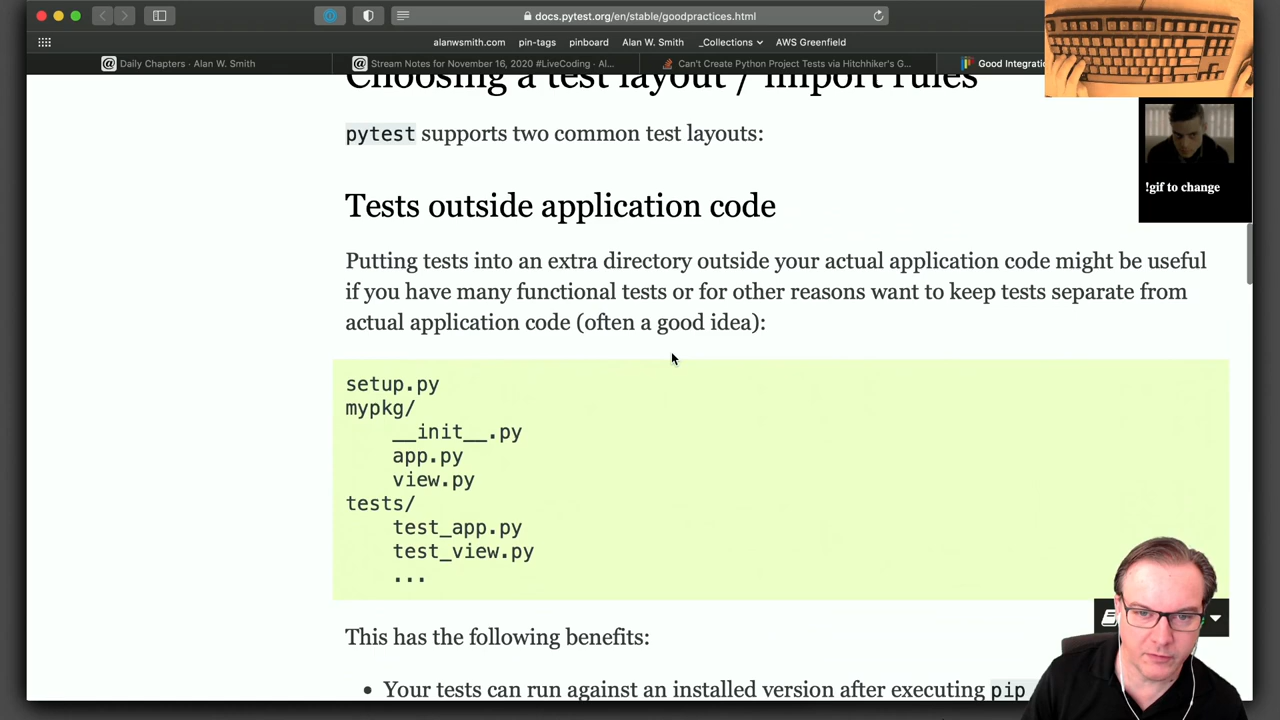 docs.pytest.org/en/stable/goodpractices.html
alanwsmith.com pin-tags pinboard Alan W. Smith _Collections AWS Greenfield
Daily Chapters - Alan W. Smith
Stream Notes for November 16, 2020 #LiveCoding - Al...
Can't Create Python Project Tests via Hitchhiker's G...
Good Integratio
Choosing a test layout / import rules
!gif to change
pytest supports two common test layouts:
Tests outside application code
Putting tests into an extra directory outside your actual application code might be useful
if you have many functional tests or for other reasons want to keep tests separate from
actual application code (often a good idea):
setup.py
mypkg/
__init__.py
app.py
view.py
tests/
test_app.py
test_view.py
...
This has the following benefits:
• Your tests can run against an installed version after executing pip